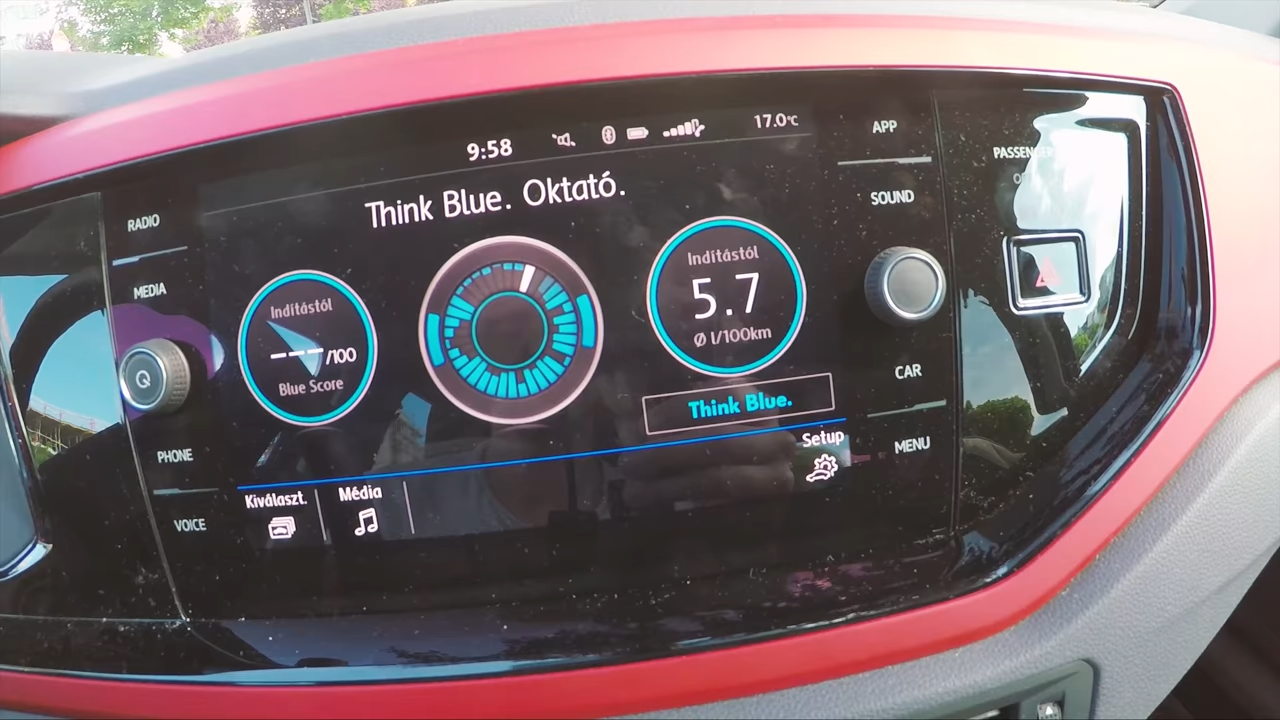 9:58
17.0°C
APP
PASSENGER
RADIO
Think Blue. Oktató.
SOUND
MEDIA
Indítástól
---/100
Blue Score
Indítástól
5.7
Ø l/100km
Think Blue.
CAR
PHONE
Setup
MENU
VOICE
Kiválaszt.
Média